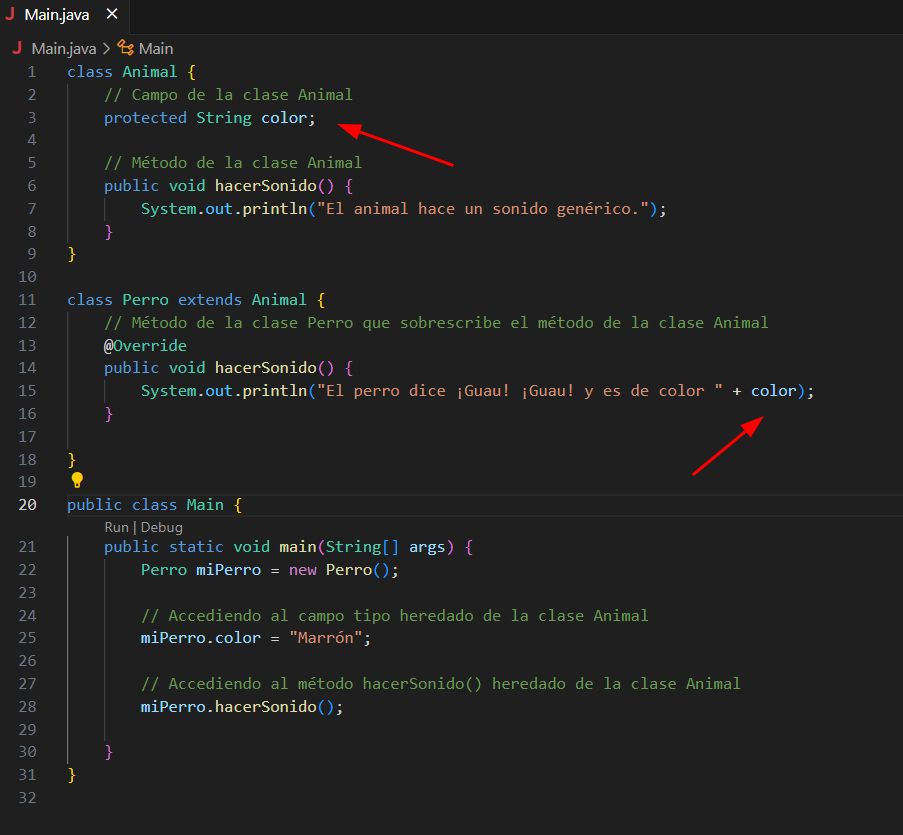 J Main.java ×
J Main.java > Main
1 class Animal {
2 // Campo de la clase Animal
3 protected String color;
4
5 // Método de la clase Animal
6 public void hacerSonido() {
7 System.out.println("El animal hace un sonido genérico.");
8 }
9 }
10
11 class Perro extends Animal {
12 // Método de la clase Perro que sobrescribe el método de la clase Animal
13 @Override
14 public void hacerSonido() {
15 System.out.println("El perro dice ¡Guau! ¡Guau! y es de color " + color);
16 }
17
18 }
19
20 public class Main {
Run | Debug
21 public static void main(String[] args) {
22 Perro miPerro = new Perro();
23
24 // Accediendo al campo tipo heredado de la clase Animal
25 miPerro.color = "Marrón";
26
27 // Accediendo al método hacerSonido() heredado de la clase Animal
28 miPerro.hacerSonido();
29
30 }
31 }
32